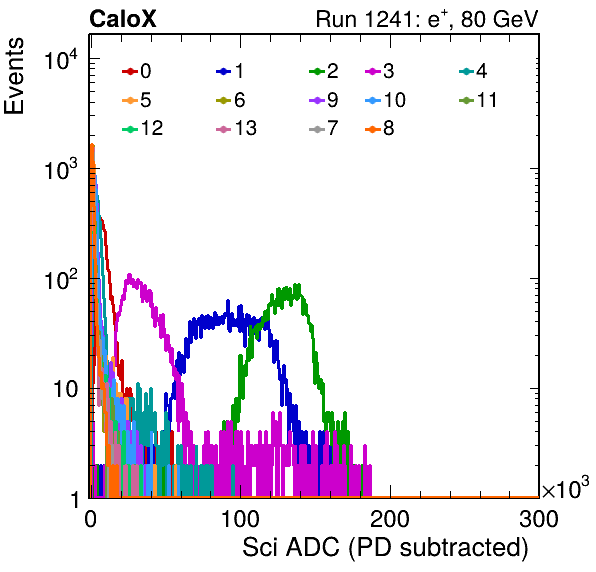 CaloX Run 1241: e⁺, 80 GeV
Events
10⁴
0 1 2 3 4
5 6 9 10 11
12 13 7 8
10³
10²
10
1
0 100 200 300
×10³
Sci ADC (PD subtracted)